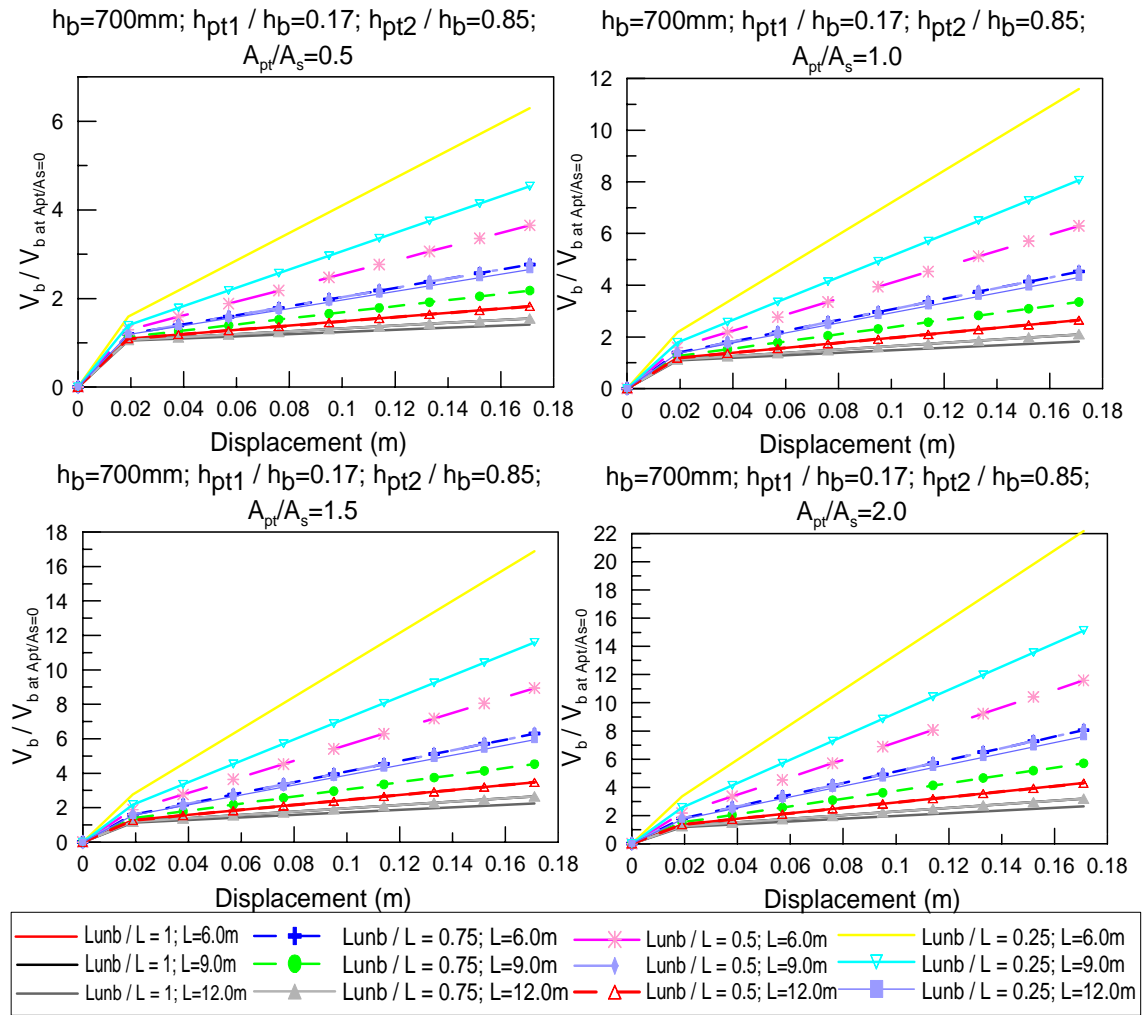 h_b=700mm; h_pt1 / h_b=0.17; h_pt2 / h_b=0.85;
A_pt/A_s=0.5
V_b / V_b at Apt/As=0
6
4
2
0
0 0.02 0.04 0.06 0.08 0.1 0.12 0.14 0.16 0.18
Displacement (m)
h_b=700mm; h_pt1 / h_b=0.17; h_pt2 / h_b=0.85;
A_pt/A_s=1.0
V_b / V_b at Apt/As=0
12
10
8
6
4
2
0
0 0.02 0.04 0.06 0.08 0.1 0.12 0.14 0.16 0.18
Displacement (m)
h_b=700mm; h_pt1 / h_b=0.17; h_pt2 / h_b=0.85;
A_pt/A_s=1.5
V_b / V_b at Apt/As=0
18
16
14
12
10
8
6
4
2
0
0 0.02 0.04 0.06 0.08 0.1 0.12 0.14 0.16 0.18
Displacement (m)
h_b=700mm; h_pt1 / h_b=0.17; h_pt2 / h_b=0.85;
A_pt/A_s=2.0
V_b / V_b at Apt/As=0
22
20
18
16
14
12
10
8
6
4
2
0
0 0.02 0.04 0.06 0.08 0.1 0.12 0.14 0.16 0.18
Displacement (m)
Lunb / L = 1; L=6.0m
Lunb / L = 0.75; L=6.0m
Lunb / L = 0.5; L=6.0m
Lunb / L = 0.25; L=6.0m
Lunb / L = 1; L=9.0m
Lunb / L = 0.75; L=9.0m
Lunb / L = 0.5; L=9.0m
Lunb / L = 0.25; L=9.0m
Lunb / L = 1; L=12.0m
Lunb / L = 0.75; L=12.0m
Lunb / L = 0.5; L=12.0m
Lunb / L = 0.25; L=12.0m